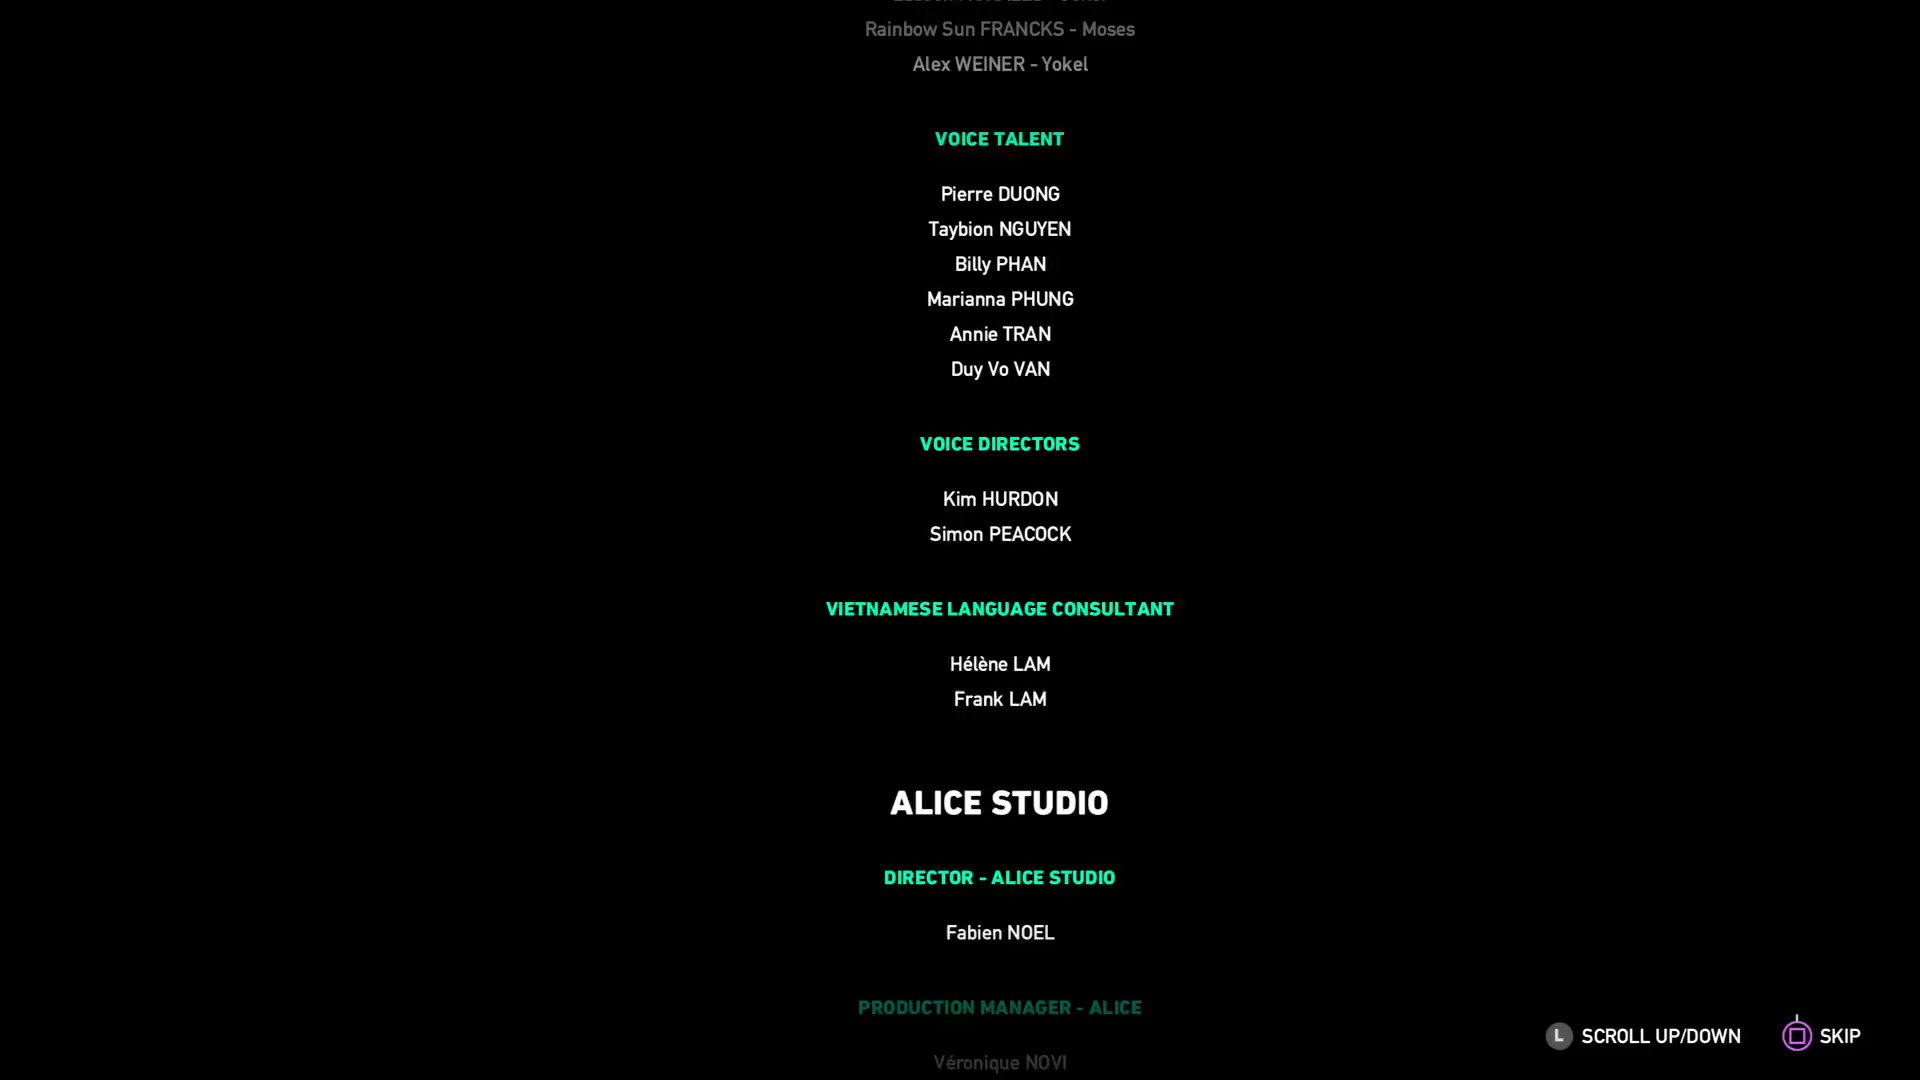 Rainbow Sun FRANCKS - Moses
Alex WEINER - Yokel
VOICE TALENT
Pierre DUONG
Taybion NGUYEN
Billy PHAN
Marianna PHUNG
Annie TRAN
Duy Vo VAN
VOICE DIRECTORS
Kim HURDON
Simon PEACOCK
VIETNAMESE LANGUAGE CONSULTANT
Hélène LAM
Frank LAM
ALICE STUDIO
DIRECTOR - ALICE STUDIO
Fabien NOEL
PRODUCTION MANAGER - ALICE
Véronique NOVI
L SCROLL UP/DOWN
SKIP